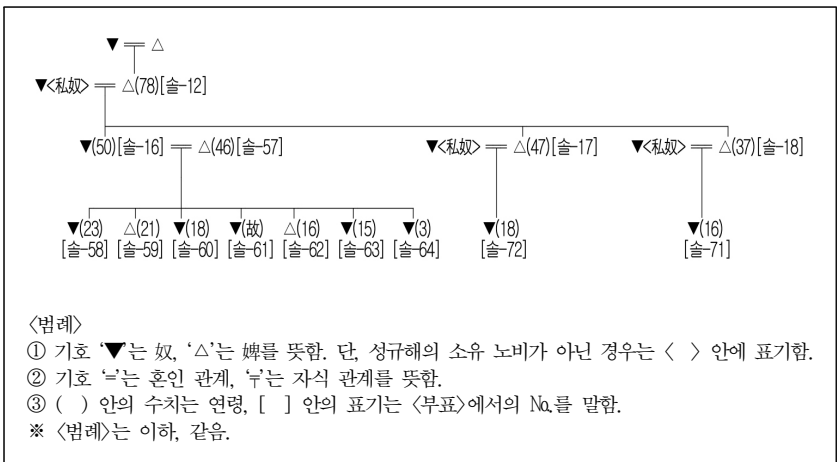 ▼ ═ △
▼<私奴> ═ △(78)[솔-12]
▼(50)[솔-16] ═ △(46)[솔-57] ▼<私奴> ═ △(47)[솔-17] ▼<私奴> ═ △(37)[솔-18]
▼(23) △(21) ▼(18) ▼(故) △(16) ▼(15) ▼(3) ▼(18) ▼(16)
[솔-58] [솔-59] [솔-60] [솔-61] [솔-62] [솔-63] [솔-64] [솔-72] [솔-71]
<범례>
① 기호 ‘▼’는 奴, ‘△’는 婢를 뜻함. 단, 성규해의 소유 노비가 아닌 경우는 < > 안에 표기함.
② 기호 ‘=’는 혼인 관계, ‘╤’는 자식 관계를 뜻함.
③ ( ) 안의 수치는 연령, [ ] 안의 표기는 <부표>에서의 No.를 말함.
※ <범례>는 이하, 같음.